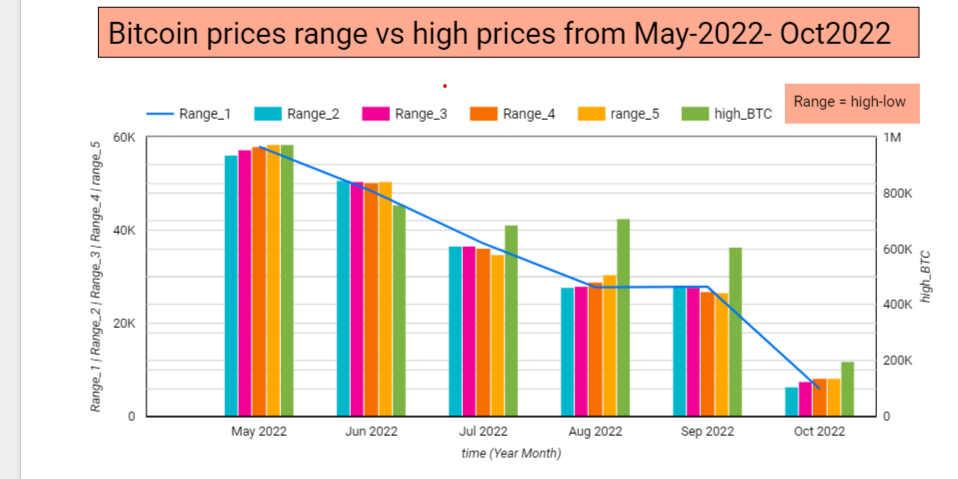 Bitcoin prices range vs high prices from May-2022- Oct2022
Range = high-low
Range_1 Range_2 Range_3 Range_4 range_5 high_BTC
60K
40K
20K
0
Range_1 | Range_2 | Range_3 | Range_4 | range_5
1M
800K
600K
400K
200K
0
high_BTC
May 2022 Jun 2022 Jul 2022 Aug 2022 Sep 2022 Oct 2022
time (Year Month)